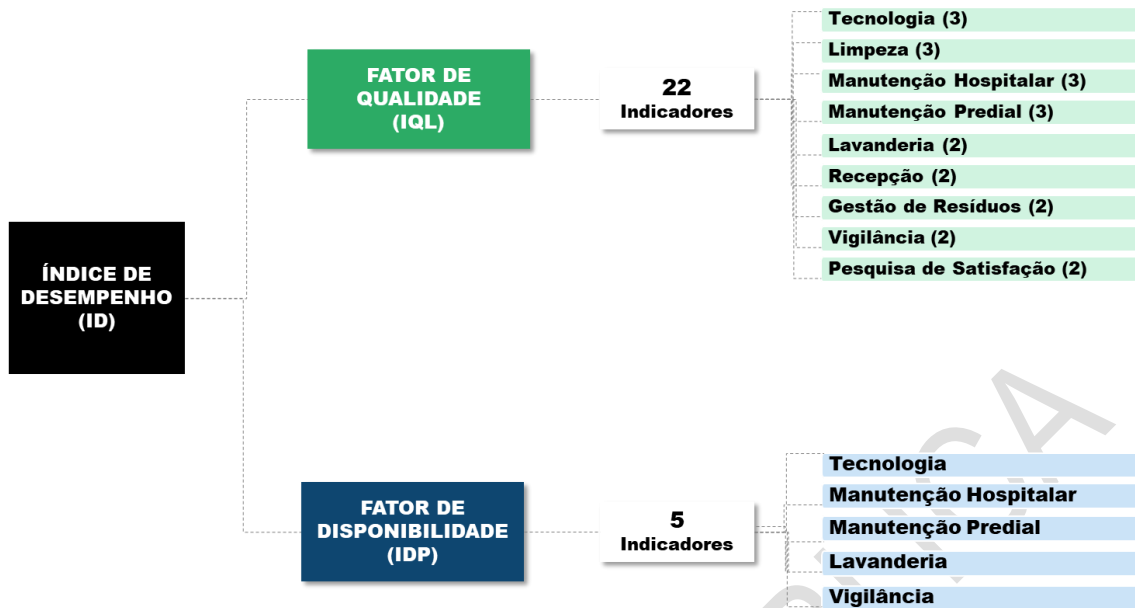 ÍNDICE DE
DESEMPENHO
(ID)
FATOR DE
QUALIDADE
(IQL)
22
Indicadores
Tecnologia (3)
Limpeza (3)
Manutenção Hospitalar (3)
Manutenção Predial (3)
Lavanderia (2)
Recepção (2)
Gestão de Resíduos (2)
Vigilância (2)
Pesquisa de Satisfação (2)
FATOR DE
DISPONIBILIDADE
(IDP)
5
Indicadores
Tecnologia
Manutenção Hospitalar
Manutenção Predial
Lavanderia
Vigilância